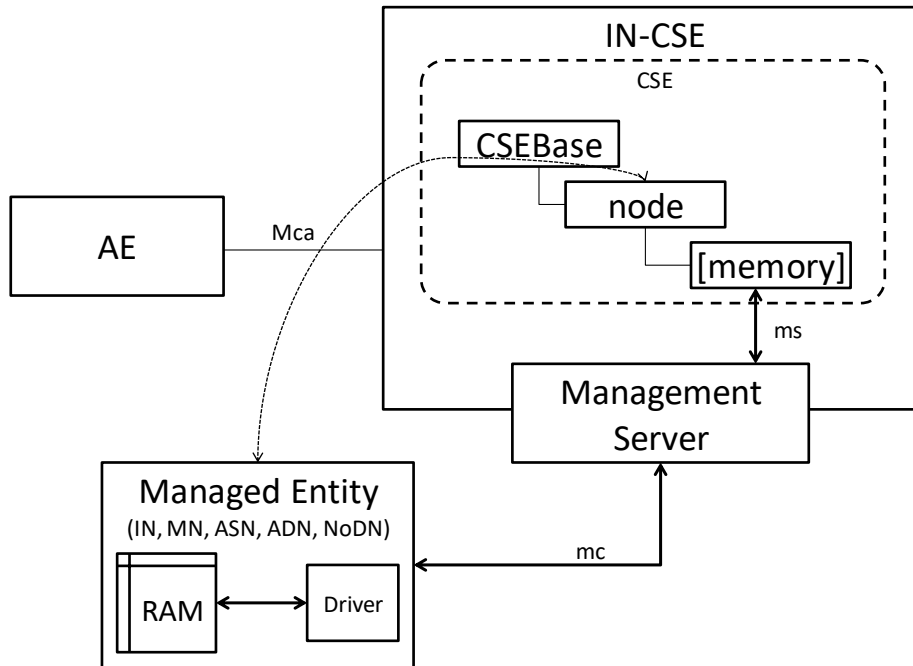 IN-CSE
CSE
CSEBase
node
[memory]
AE
Mca
ms
Management
Server
Managed Entity
(IN, MN, ASN, ADN, NoDN)
mc
RAM
Driver